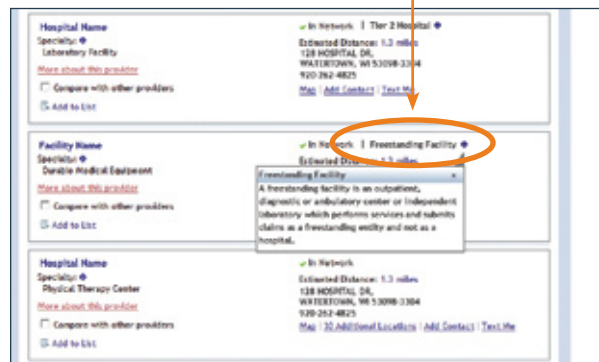 Hospital Name
Specialty:
Laboratory Facility
More about this provider
Compare with other providers
Add to List
In Network | Tier 2 Hospital
Estimated Distance: 1.3 miles
128 HOSPITAL DR,
WATERTOWN, WI 53098-3304
920-262-4825
Map | Add Contact | Text Me
Facility Name
Specialty:
Durable Medical Equipment
More about this provider
Compare with other providers
Add to List
In Network | Freestanding Facility
Estimated Distance: 1.3 miles
Freestanding Facility x
A freestanding facility is an outpatient,
diagnostic or ambulatory center or independent
laboratory which performs services and submits
claims as a freestanding entity and not as a
hospital.
Hospital Name
Specialty:
Physical Therapy Center
More about this provider
Compare with other providers
Add to List
In Network
Estimated Distance: 1.3 miles
128 HOSPITAL DR,
WATERTOWN, WI 53098-3304
920-262-4825
Map | 30 Additional Locations | Add Contact | Text Me